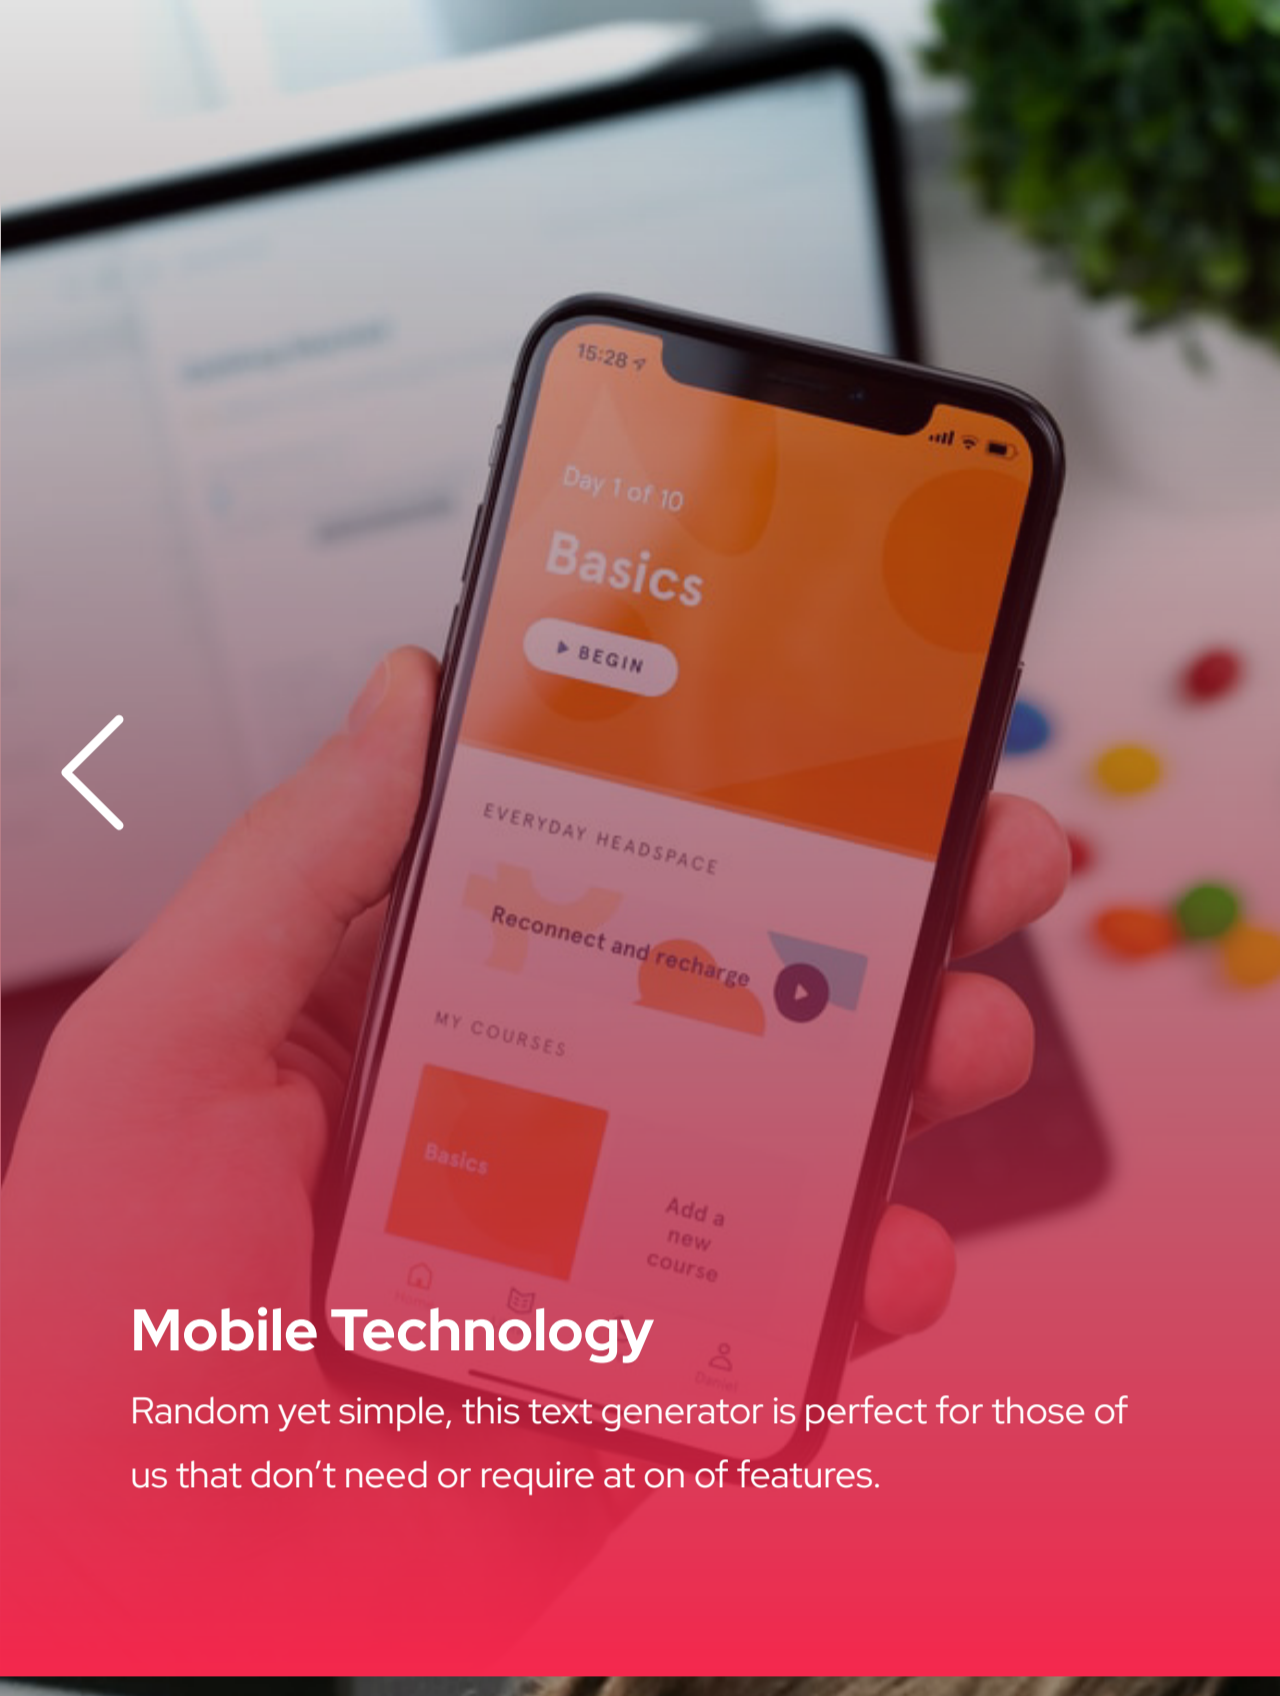 15:28
Day 1 of 10
Basics
BEGIN
EVERYDAY HEADSPACE
Reconnect and recharge
MY COURSES
Basics
Add a
new
course
Daniel
Mobile Technology
Random yet simple, this text generator is perfect for those of
us that don’t need or require at on of features.